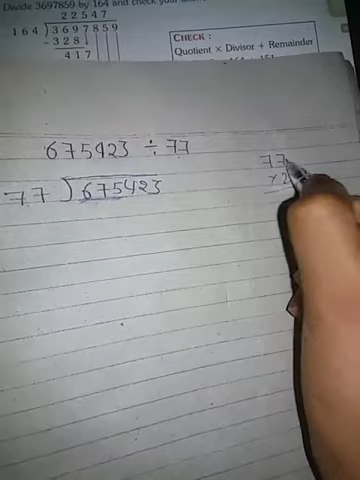 Divide 3697859 by 164 and check your
22547
164)3697859
-328
417
CHECK :
Quotient × Divisor + Remainder
675423 ÷ 77
77
77)675423
× 2